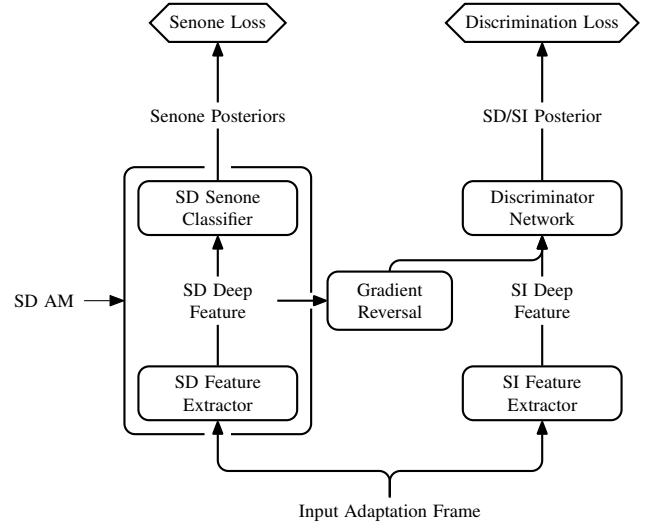 Senone Loss
Discrimination Loss
Senone Posteriors
SD/SI Posterior
SD Senone
Classifier
Discriminator
Network
SD AM
SD Deep
Feature
Gradient
Reversal
SI Deep
Feature
SD Feature
Extractor
SI Feature
Extractor
Input Adaptation Frame